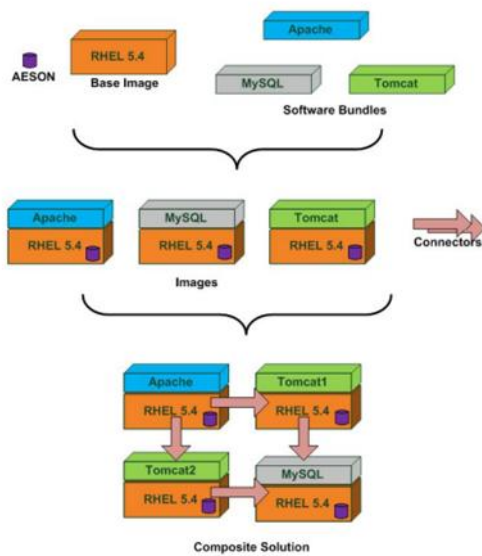 Apache
RHEL 5.4
AESON
Base Image
MySQL
Tomcat
Software Bundles
Apache
MySQL
Tomcat
RHEL 5.4
RHEL 5.4
RHEL 5.4
Connectors
Images
Apache
Tomcat1
RHEL 5.4
RHEL 5.4
Tomcat2
MySQL
RHEL 5.4
RHEL 5.4
Composite Solution